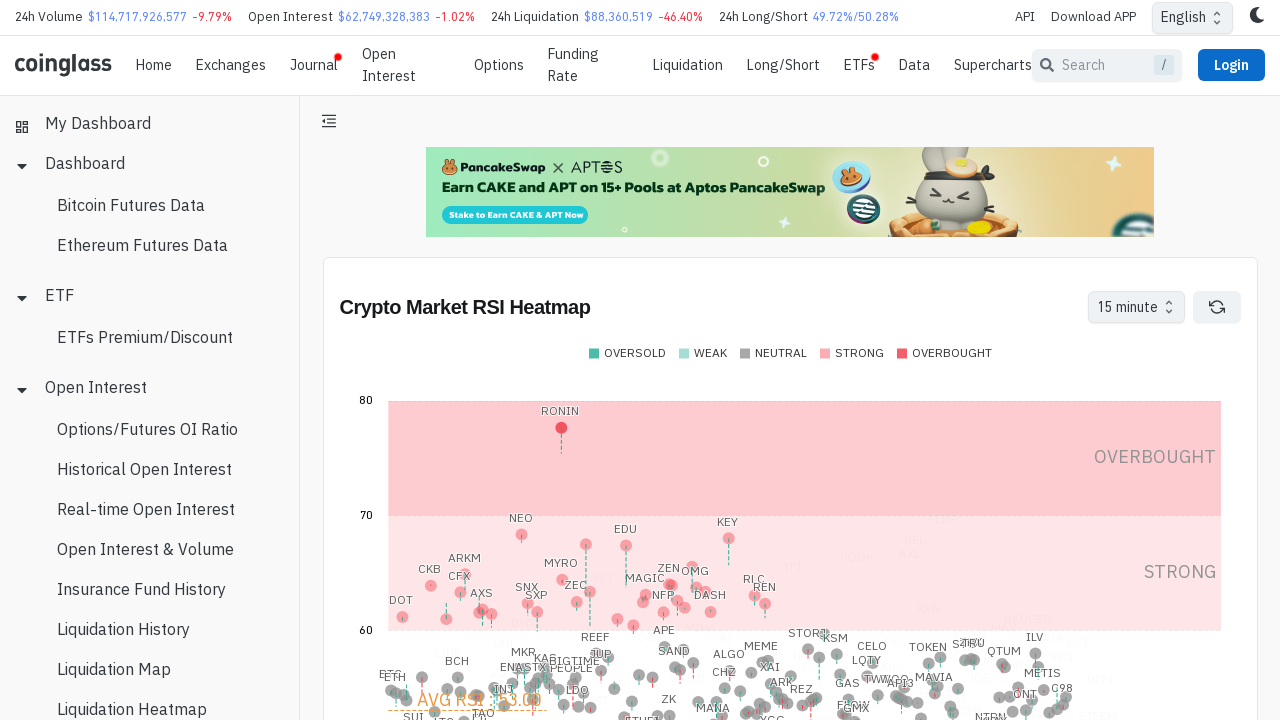 24h Volume $114,717,926,577 -9.79% Open Interest $62,749,328,383 -1.02% 24h Liquidation $88,360,519 -46.40% 24h Long/Short 49.72%/50.28% API Download APP English
coinglass Home Exchanges Journal Open Interest Options Funding Rate Liquidation Long/Short ETFs Data Supercharts Search / Login
My Dashboard
Dashboard
Bitcoin Futures Data
Ethereum Futures Data
ETF
ETFs Premium/Discount
Open Interest
Options/Futures OI Ratio
Historical Open Interest
Real-time Open Interest
Open Interest & Volume
Insurance Fund History
Liquidation History
Liquidation Map
Liquidation Heatmap
PancakeSwap X APTOS
Earn CAKE and APT on 15+ Pools at Aptos PancakeSwap
Stake to Earn CAKE & APT Now
Crypto Market RSI Heatmap 15 minute
OVERSOLD WEAK NEUTRAL STRONG OVERBOUGHT
80
RONIN
OVERBOUGHT
70
NEO EDU KEY
ARKM MYRO ZEN OMG
CKB CFX MAGIC RLC
STRONG
DOT AXS SNX SXP ZEC NFP DASH REN
60
REEF APE STORJ KSM ILV
MKR KAS JUP SAND ALGO MEME CELO TOKEN QTUM
BCH ENA STX BIGTIME PEOPLE CHZ XAI LQTY METIS
ETC ETH INJ LDO ARK REZ GAS API3 MAVIA G98
AVG RSI : 53.00 ZK ONT
SUI TAO MANA GMX